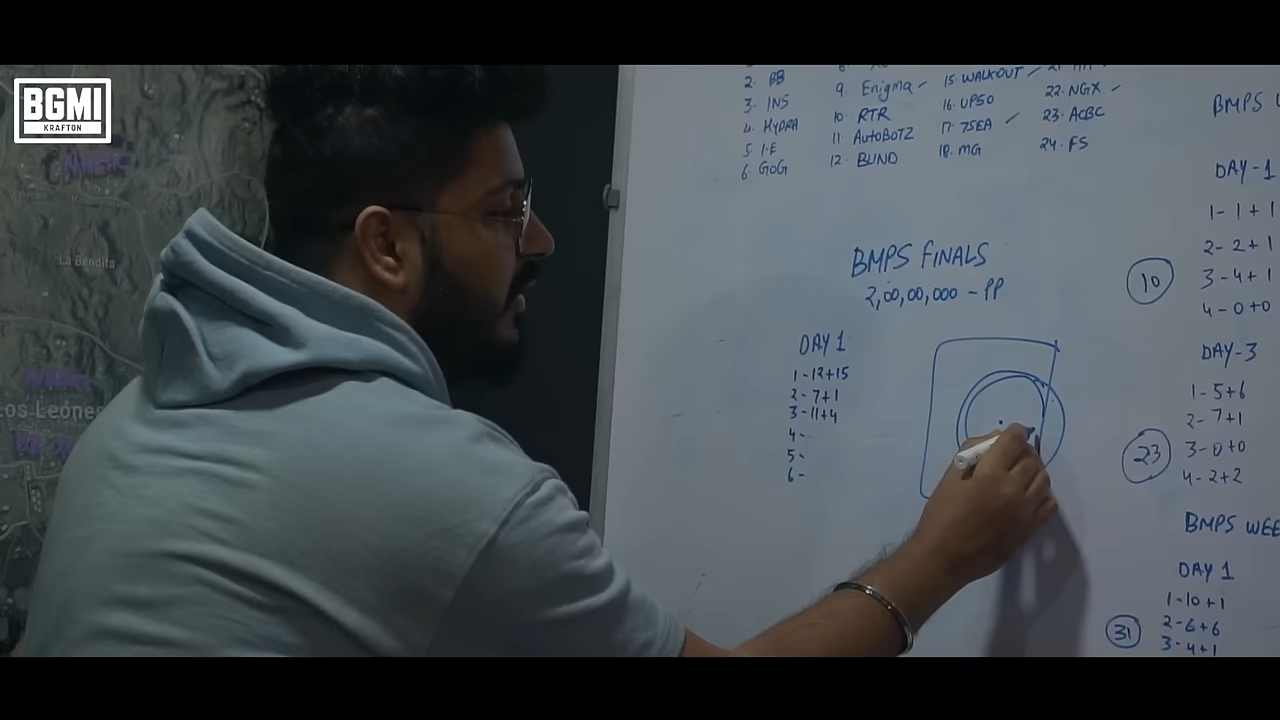 BGMI
KRAFTON
La Bendita
Los Leones
2. BB
3. INS
4. HYDRA
5. I.E
6. GOG
9. Enigma
10. RTR
11. AUTOBOTZ
12. BLIND
15. WALKOUT
16. UP50
17. 7SEA
18. MG
22. NGX
23. ACBC
24. FS
BMPS FINALS
2,00,00,000 - PP
DAY 1
1-12+15
2-7+1
3-11+4
4-
5-
6-
BMPS
DAY-1
1-1+1
2-2+1
3-4+1
4-0+0
10
DAY-3
1-5+6
2-7+1
3-0+0
4-2+2
23
BMPS WEE
DAY 1
1-10+1
2-6+6
3-4+1
31